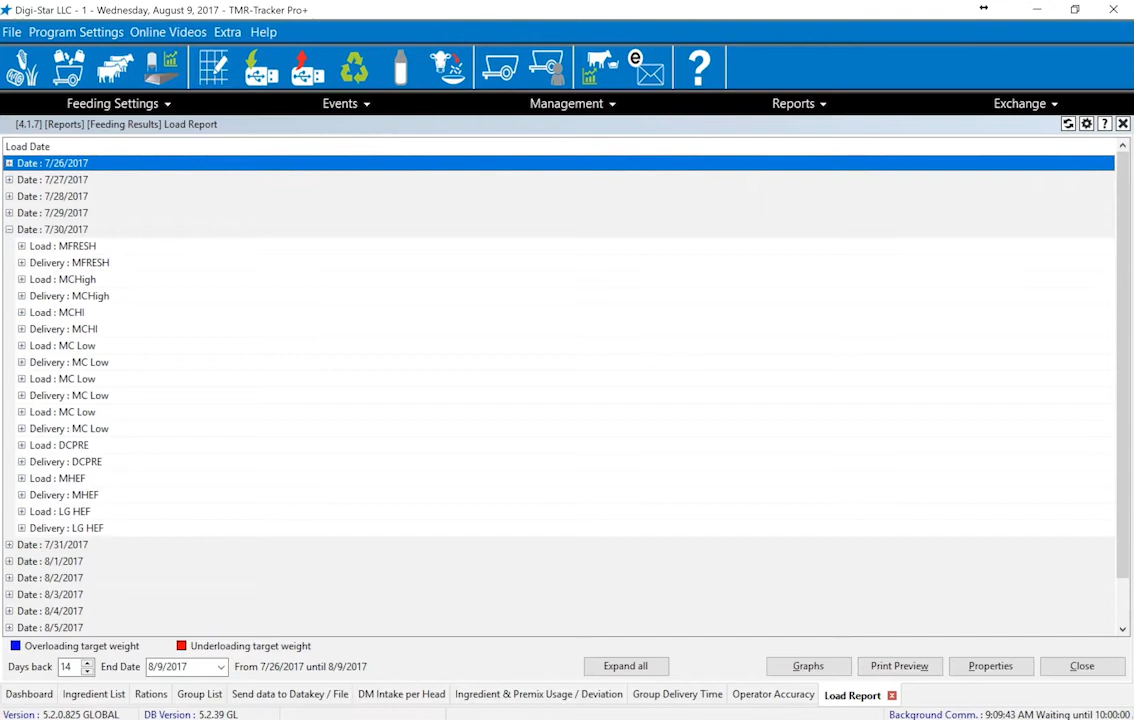 Digi-Star LLC - 1 - Wednesday, August 9, 2017 - TMR-Tracker Pro+
File Program Settings Online Videos Extra Help
Feeding Settings Events Management Reports Exchange
[4.1.7] [Reports] [Feeding Results] Load Report
Load Date
Date : 7/26/2017
Date : 7/27/2017
Date : 7/28/2017
Date : 7/29/2017
Date : 7/30/2017
Load : MFRESH
Delivery : MFRESH
Load : MCHigh
Delivery : MCHigh
Load : MCHI
Delivery : MCHI
Load : MC Low
Delivery : MC Low
Load : MC Low
Delivery : MC Low
Load : MC Low
Delivery : MC Low
Load : DCPRE
Delivery : DCPRE
Load : MHEF
Delivery : MHEF
Load : LG HEF
Delivery : LG HEF
Date : 7/31/2017
Date : 8/1/2017
Date : 8/2/2017
Date : 8/3/2017
Date : 8/4/2017
Date : 8/5/2017
Overloading target weight Underloading target weight
Days back 14 End Date 8/9/2017 From 7/26/2017 until 8/9/2017 Expand all Graphs Print Preview Properties Close
Dashboard Ingredient List Rations Group List Send data to Datakey / File DM Intake per Head Ingredient & Premix Usage / Deviation Group Delivery Time Operator Accuracy Load Report
Version : 5.2.0.825 GLOBAL DB Version : 5.2.39 GL Background Comm. : 9:09:43 AM Waiting until 10:00:00